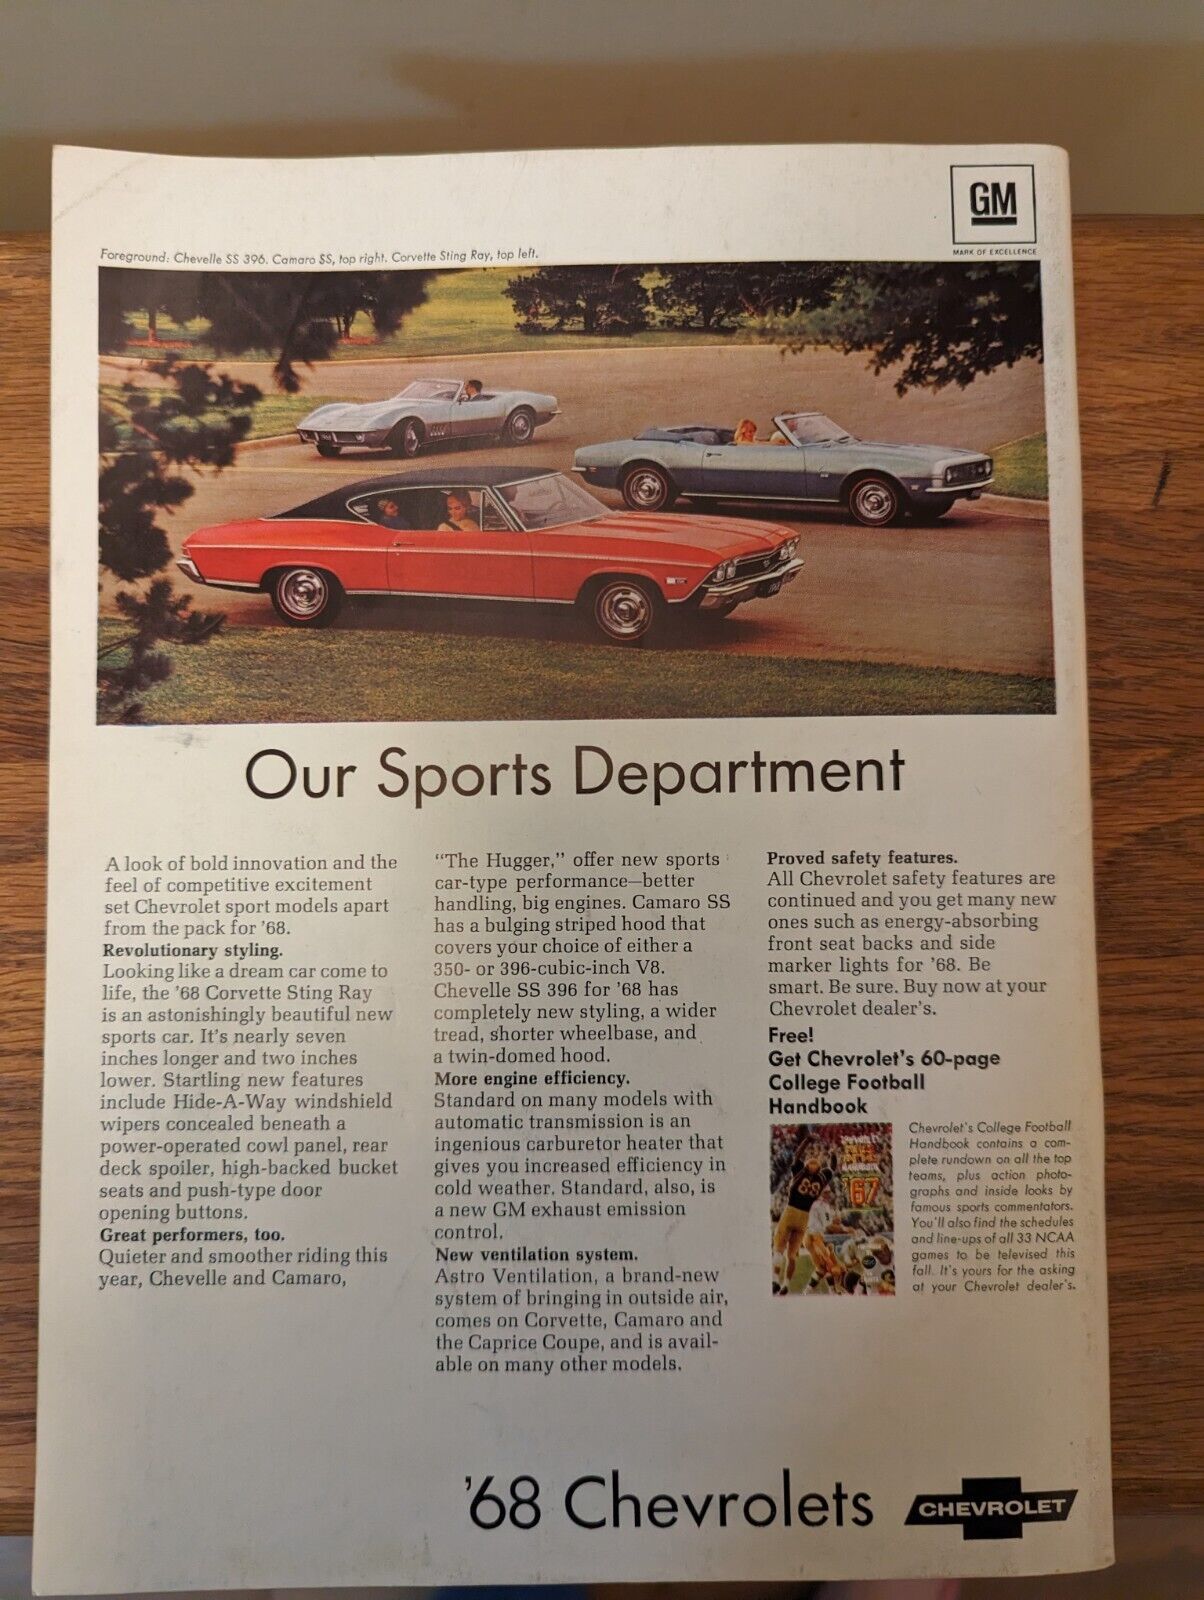 GM
MARK OF EXCELLENCE
Foreground: Chevelle SS 396. Camaro SS, top right. Corvette Sting Ray, top left.
Our Sports Department
A look of bold innovation and the
feel of competitive excitement
set Chevrolet sport models apart
from the pack for '68.
Revolutionary styling.
Looking like a dream car come to
life, the '68 Corvette Sting Ray
is an astonishingly beautiful new
sports car. It's nearly seven
inches longer and two inches
lower. Startling new features
include Hide-A-Way windshield
wipers concealed beneath a
power-operated cowl panel, rear
deck spoiler, high-backed bucket
seats and push-type door
opening buttons.
Great performers, too.
Quieter and smoother riding this
year, Chevelle and Camaro,
"The Hugger," offer new sports
car-type performance—better
handling, big engines. Camaro SS
has a bulging striped hood that
covers your choice of either a
350- or 396-cubic-inch V8.
Chevelle SS 396 for '68 has
completely new styling, a wider
tread, shorter wheelbase, and
a twin-domed hood.
More engine efficiency.
Standard on many models with
automatic transmission is an
ingenious carburetor heater that
gives you increased efficiency in
cold weather. Standard, also, is
a new GM exhaust emission
control.
New ventilation system.
Astro Ventilation, a brand-new
system of bringing in outside air,
comes on Corvette, Camaro and
the Caprice Coupe, and is avail-
able on many other models.
Proved safety features.
All Chevrolet safety features are
continued and you get many new
ones such as energy-absorbing
front seat backs and side
marker lights for '68. Be
smart. Be sure. Buy now at your
Chevrolet dealer's.
Free!
Get Chevrolet's 60-page
College Football
Handbook
'67
88
Chevrolet's College Football
Handbook contains a com-
plete rundown on all the top
teams, plus action photo-
graphs and inside looks by
famous sports commentators.
You'll also find the schedules
and line-ups of all 33 NCAA
games to be televised this
fall. It's yours for the asking
at your Chevrolet dealer's.
'68 Chevrolets
CHEVROLET